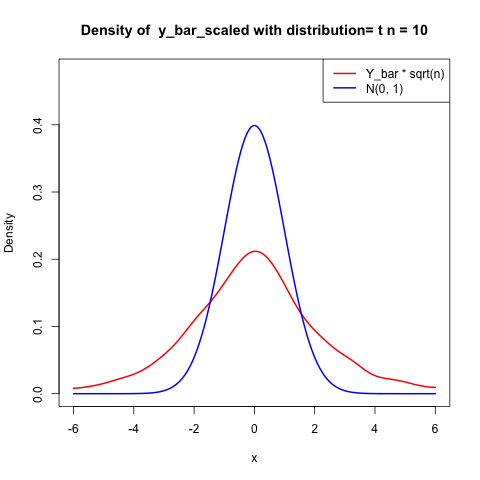 Density of  y_bar_scaled with distribution= t n = 10
Y_bar * sqrt(n)
N(0, 1)
0.4
0.3
0.2
0.1
0.0
Density
-6 -4 -2 0 2 4 6
x